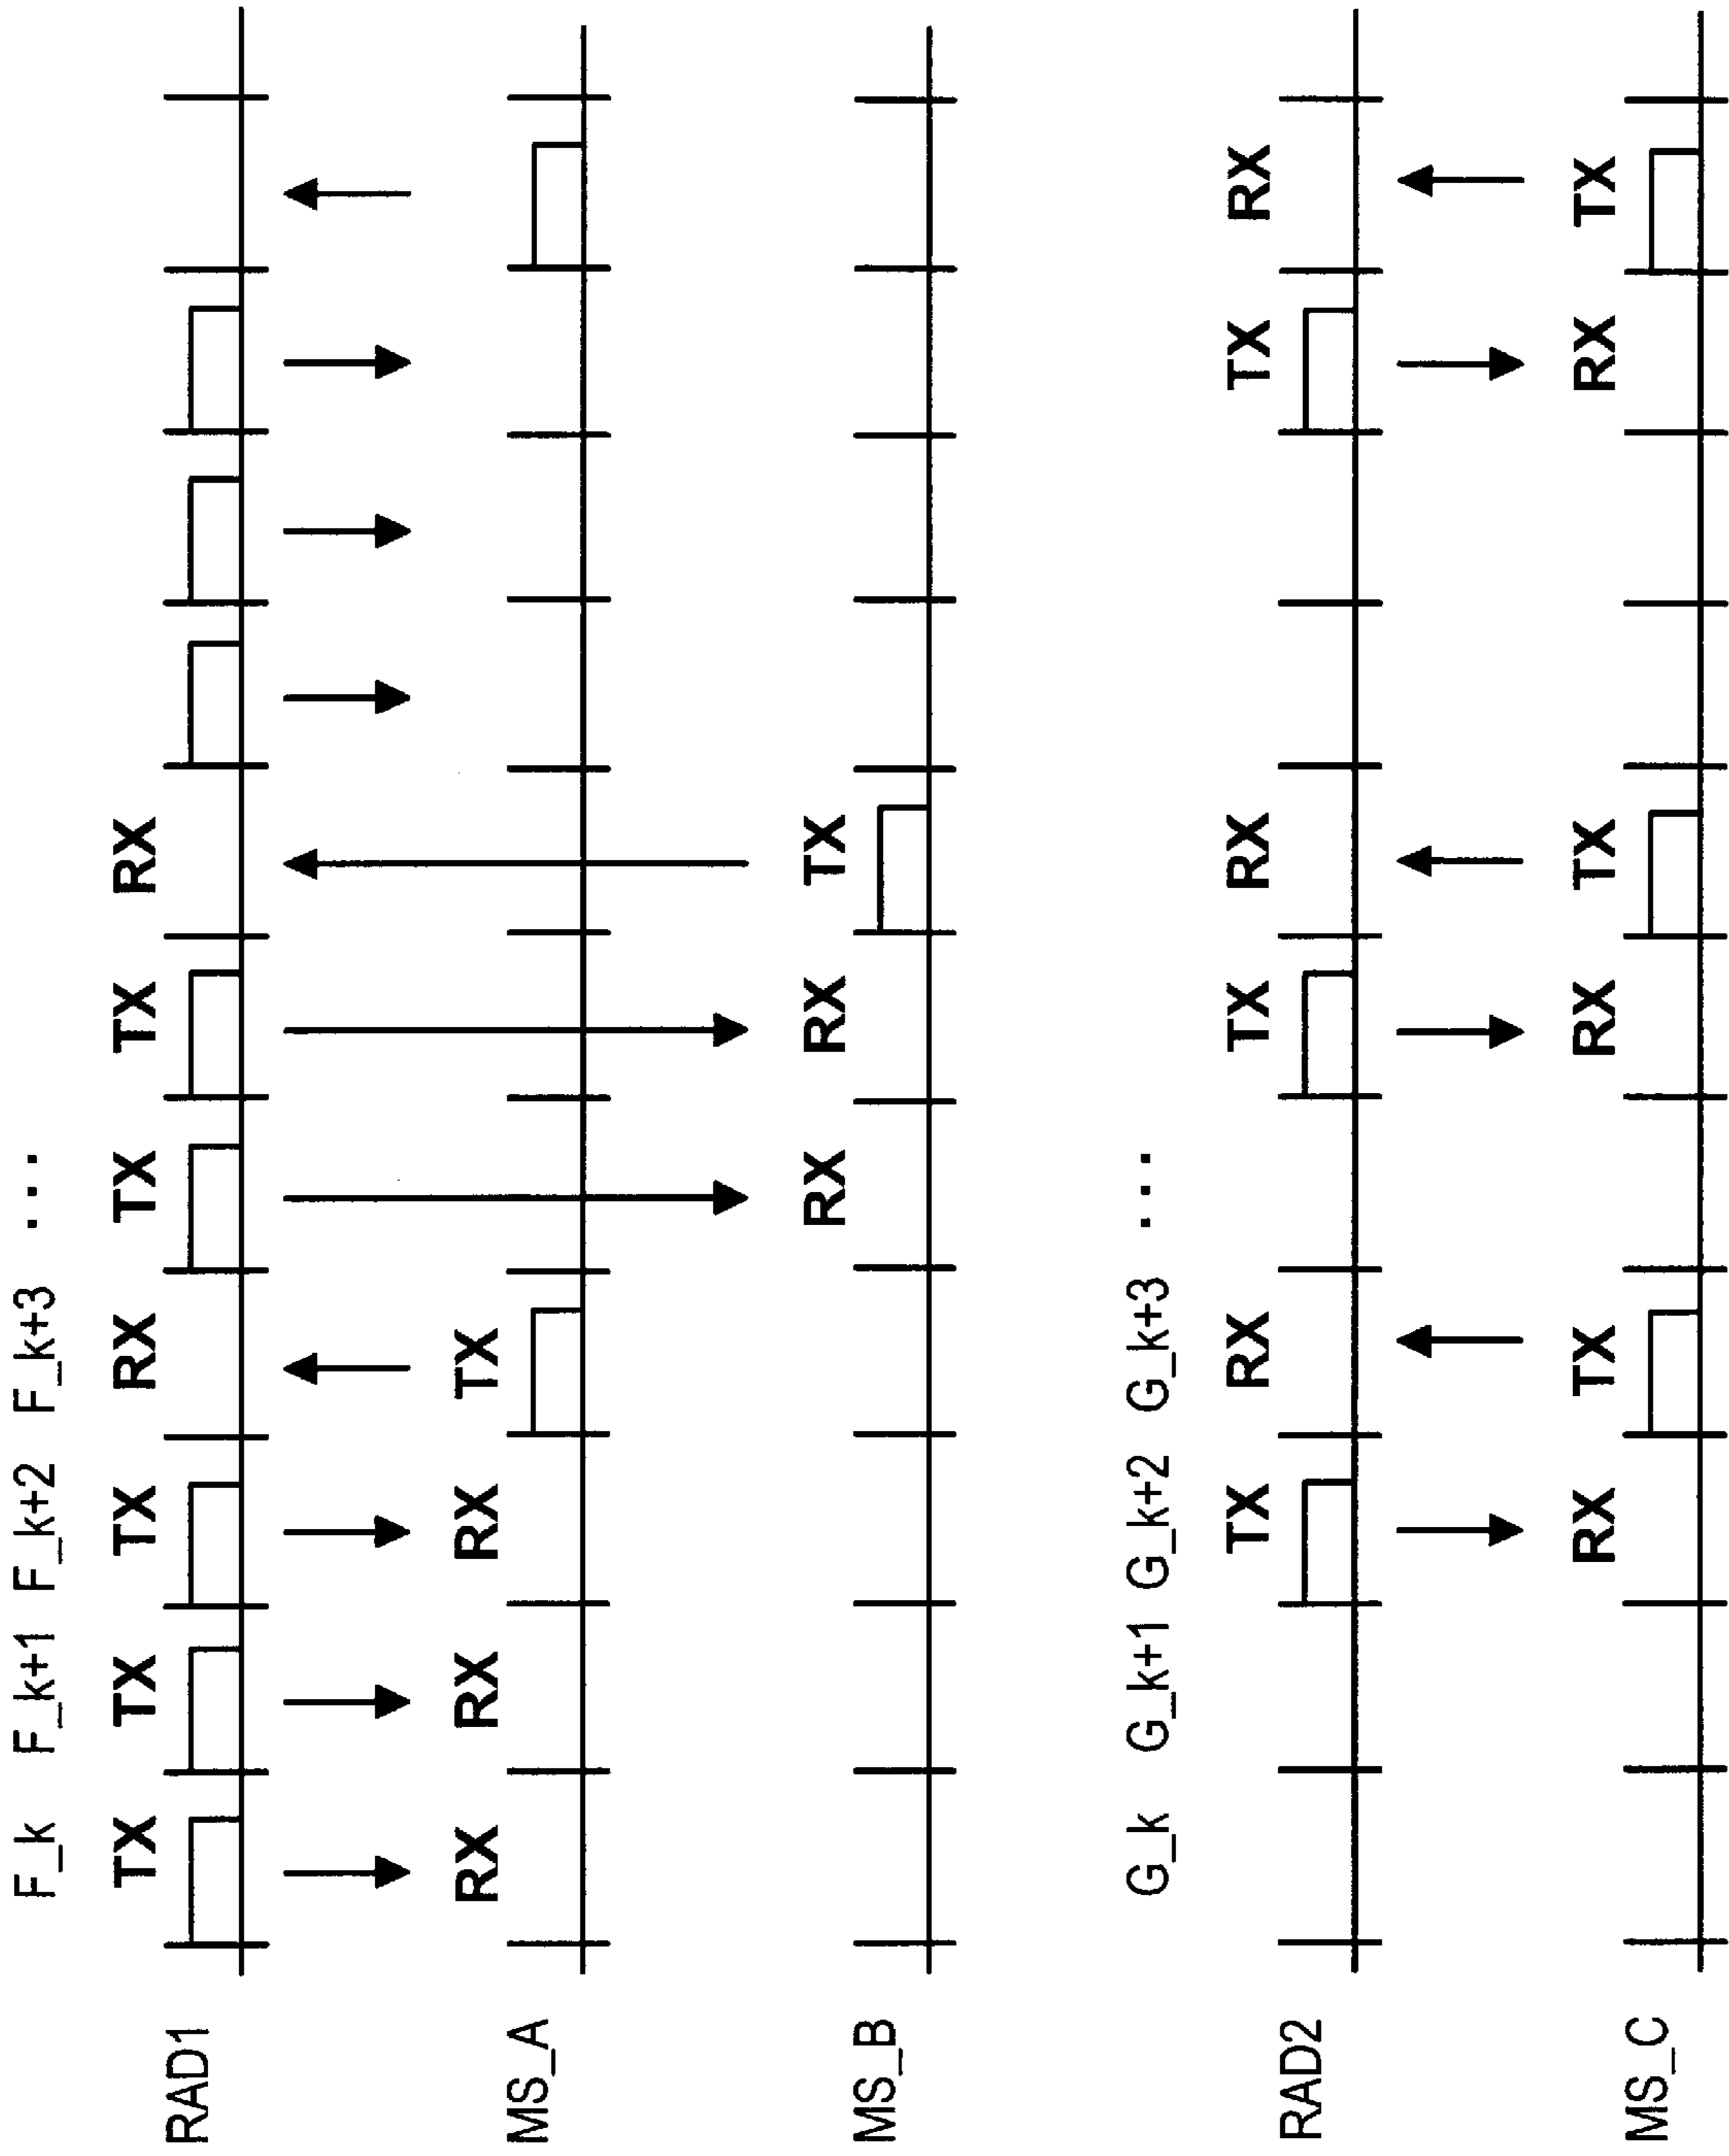 F_k F_k+1 F_k+2 F_k+3 ...
TX TX TX RX TX TX RX
RAD1
RX RX RX TX
MS_A
RX RX TX
MS_B
G_k G_k+1 G_k+2 G_k+3 ...
TX RX TX RX TX RX
RAD2
RX TX RX TX RX TX
MS_C